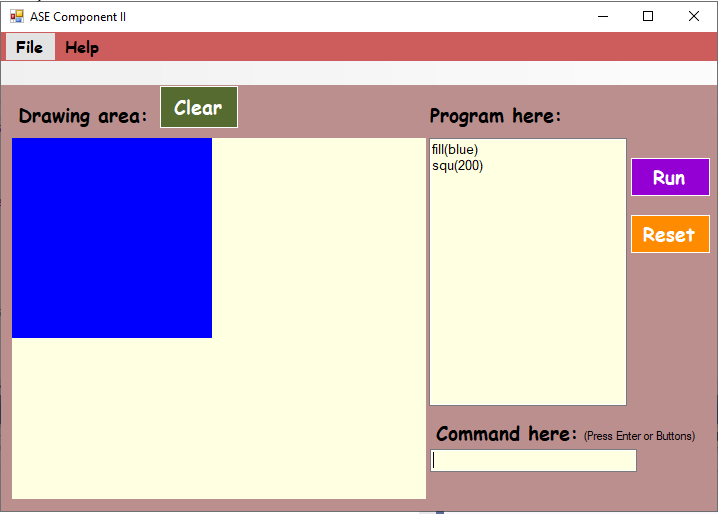 ASE Component II
File Help
Drawing area: Clear
Program here:
fill(blue)
squ(200)
Run
Reset
Command here: (Press Enter or Buttons)